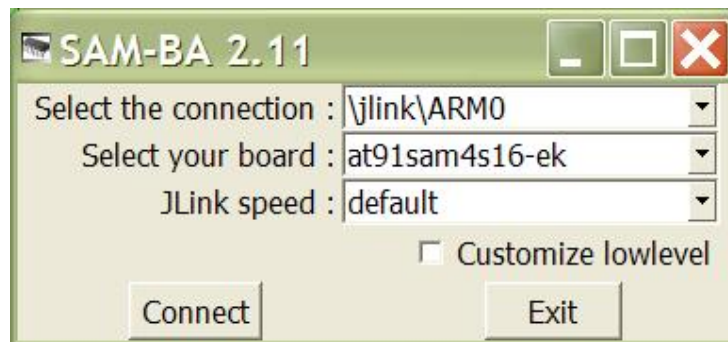 SAM-BA 2.11
Select the connection : \jlink\ARM0
Select your board : at91sam4s16-ek
JLink speed : default
Customize lowlevel
Connect Exit